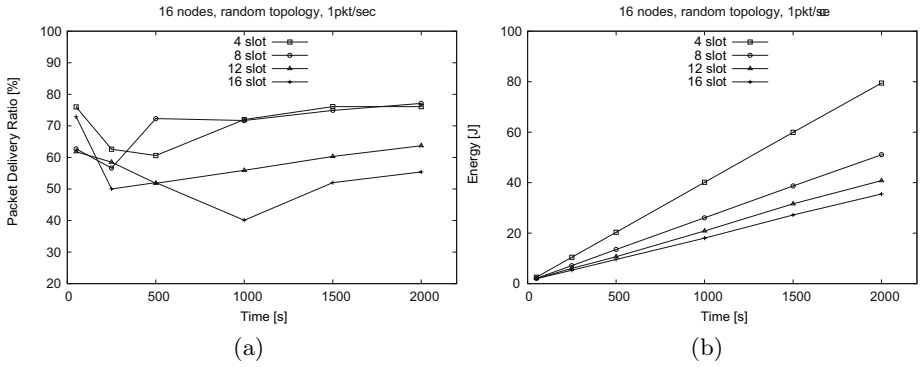 16 nodes, random topology, 1pkt/sec
100
90
80
70
60
50
40
30
20
0
500
1000
1500
2000
Packet Delivery Ratio [%]
Time [s]
4 slot
8 slot
12 slot
16 slot
(a)
16 nodes, random topology, 1pkt/sec
100
80
60
40
20
0
0
500
1000
1500
2000
Energy [J]
Time [s]
4 slot
8 slot
12 slot
16 slot
(b)